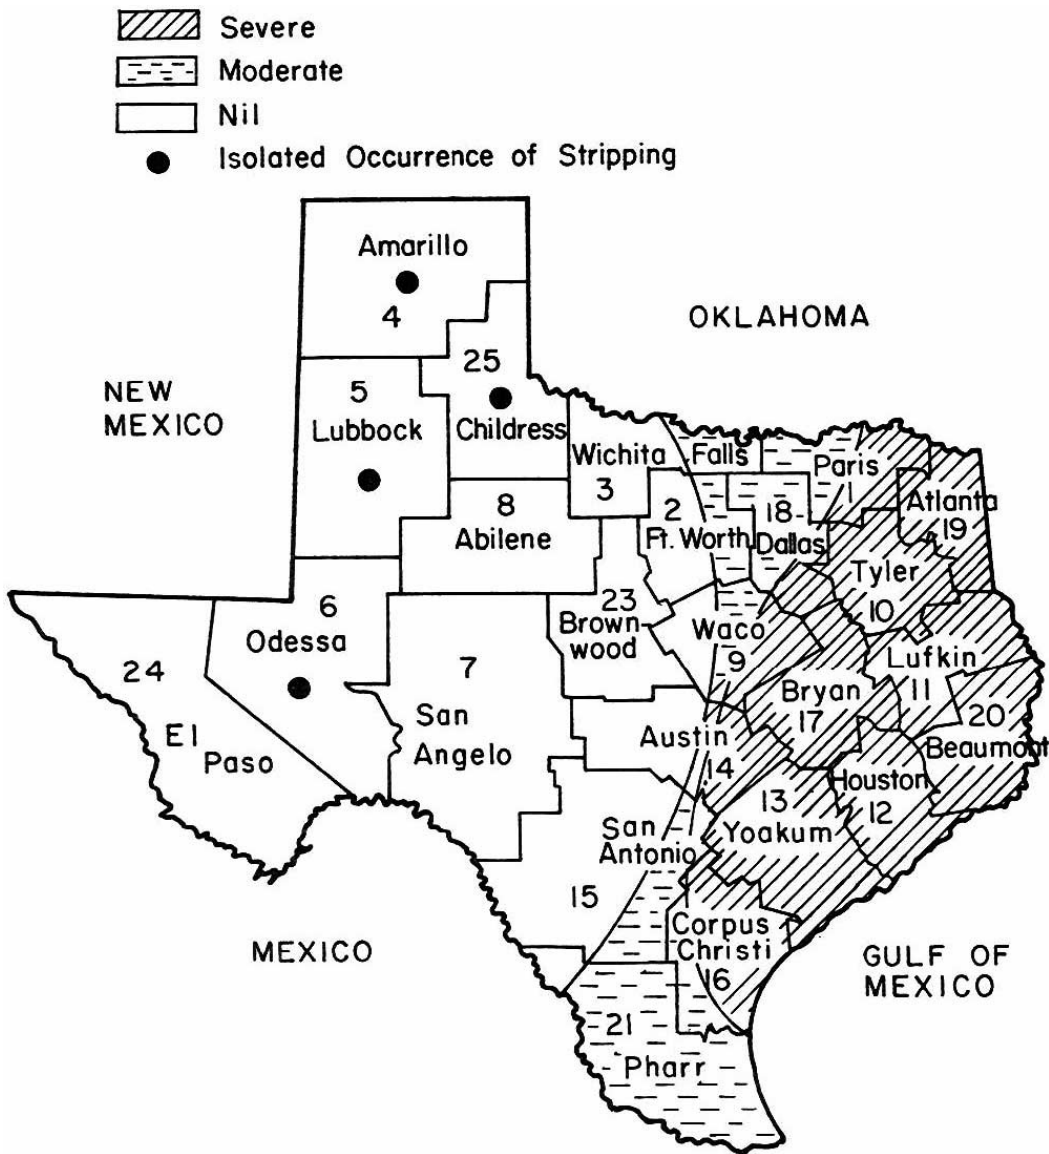 Severe
Moderate
Nil
Isolated Occurrence of Stripping
Amarillo
4
OKLAHOMA
NEW
MEXICO
25
Childress
5
Lubbock
Wichita Falls
3
Paris
Atlanta
19
8
Abilene
2
Ft. Worth
18
Dallas
Tyler
10
6
Odessa
23
Brown
wood
Waco
9
Lufkin
11
24
El Paso
7
San
Angelo
Bryan
17
20
Beaumont
Austin
14
Houston
12
13
Yoakum
San
Antonio
15
Corpus
Christi
16
MEXICO
GULF OF
MEXICO
21
Pharr